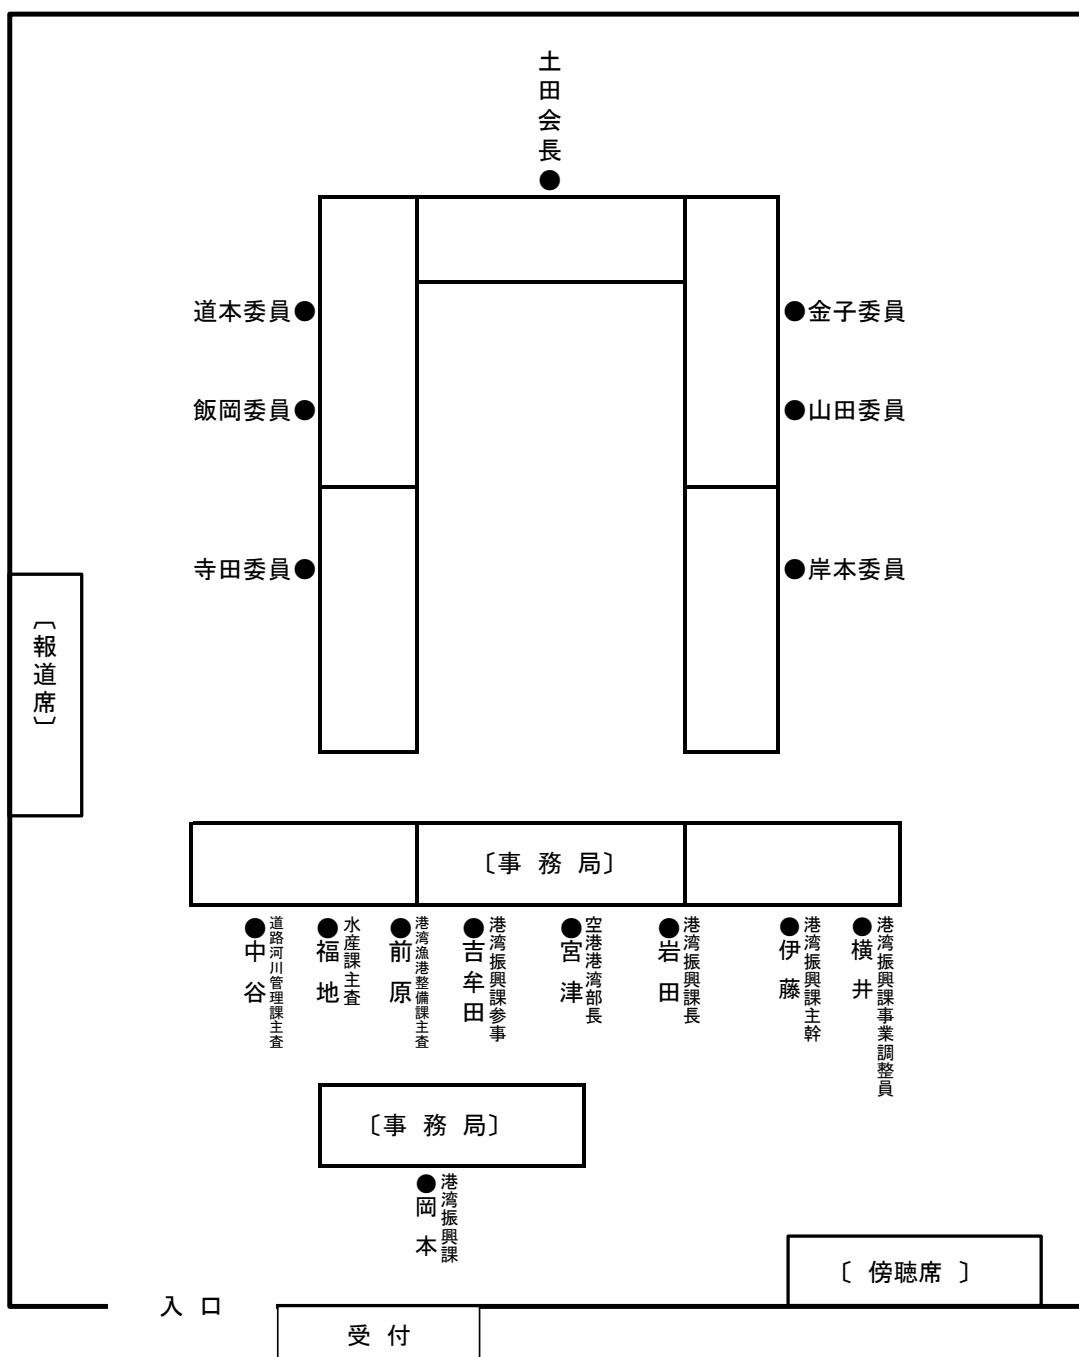 土田会長
道本委員
金子委員
飯岡委員
山田委員
寺田委員
岸本委員
〔報道席〕
〔事 務 局〕
道路河川管理課主査
中谷
水産課主査
福地
港湾漁港整備課主査
前原
港湾振興課参事
吉牟田
空港港湾部長
宮津
港湾振興課長
岩田
港湾振興課主幹
伊藤
港湾振興課事業調整員
横井
〔事 務 局〕
港湾振興課
岡本
〔 傍聴席 〕
入 口
受 付